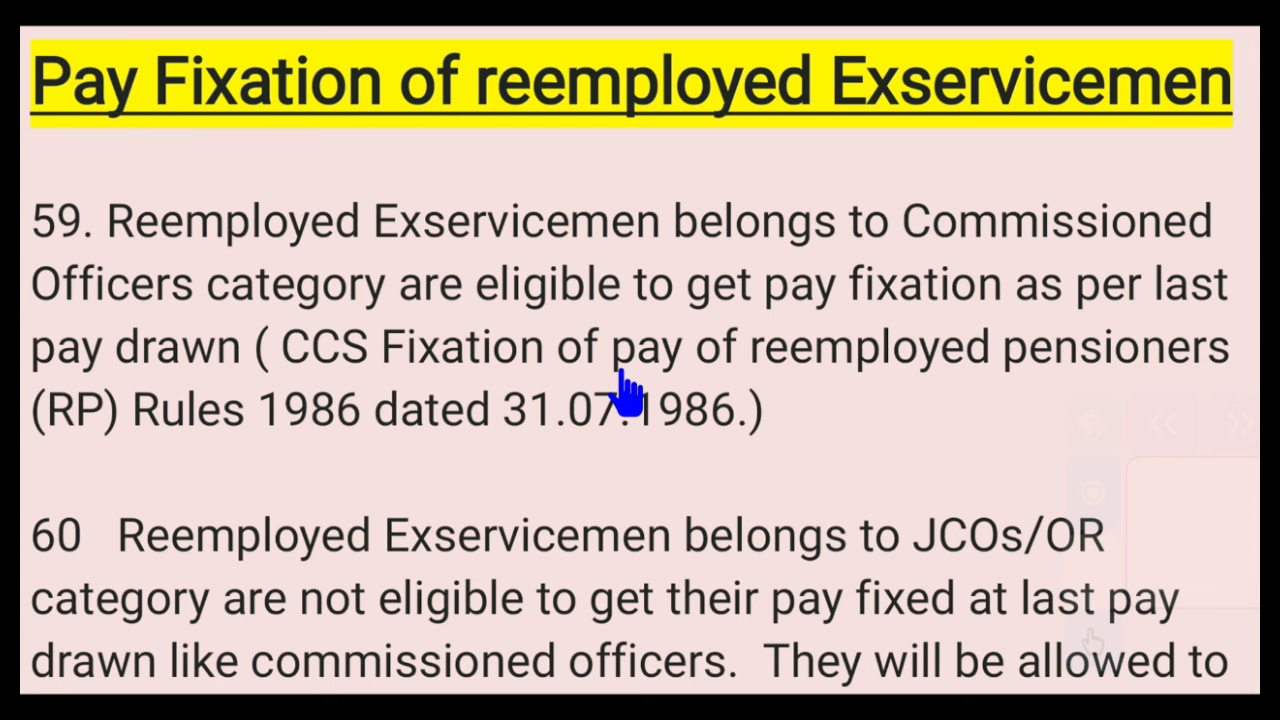 Pay Fixation of reemployed Exservicemen
59. Reemployed Exservicemen belongs to Commissioned
Officers category are eligible to get pay fixation as per last
pay drawn ( CCS Fixation of pay of reemployed pensioners
(RP) Rules 1986 dated 31.07.1986.)
60 Reemployed Exservicemen belongs to JCOs/OR
category are not eligible to get their pay fixed at last pay
drawn like commissioned officers. They will be allowed to